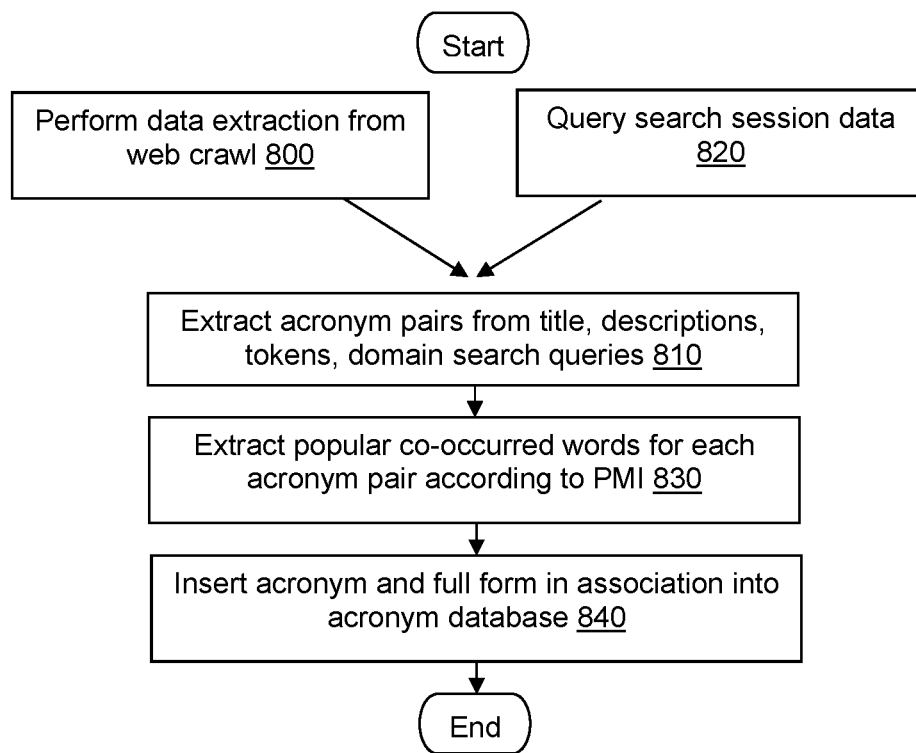 Start
Perform data extraction from
web crawl 800
Query search session data
820
Extract acronym pairs from title, descriptions,
tokens, domain search queries 810
Extract popular co-occurred words for each
acronym pair according to PMI 830
Insert acronym and full form in association into
acronym database 840
End